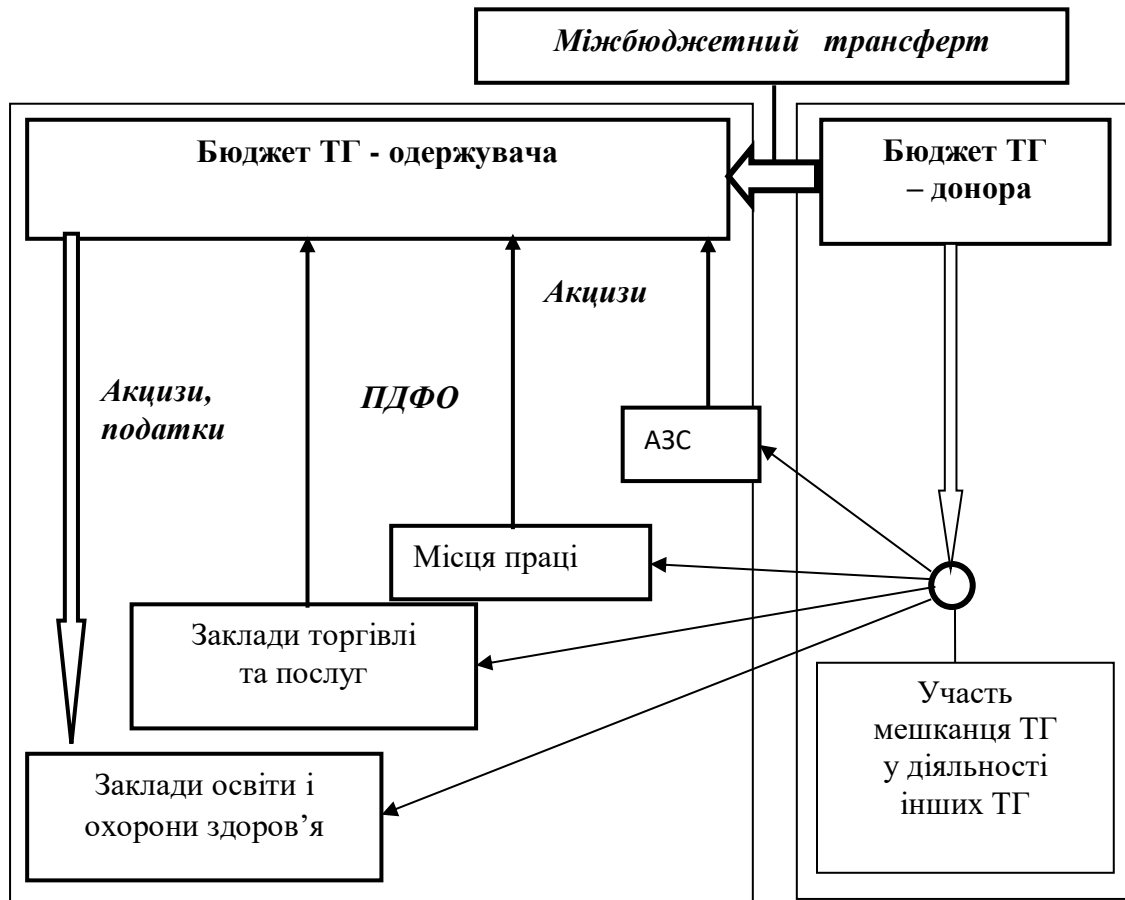 Міжбюджетний трансферт
Бюджет ТГ - одержувача
Бюджет ТГ
– донора
Акцизи
Акцизи,
податки
ПДФО
АЗС
Місця праці
Заклади торгівлі
та послуг
Участь
мешканця ТГ
у діяльності
інших ТГ
Заклади освіти і
охорони здоров’я